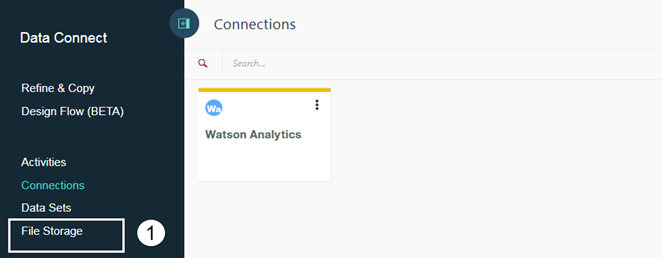 Data Connect
Refine & Copy
Design Flow (BETA)
Activities
Connections
Data Sets
File Storage
1
Connections
Search...
Wa
Watson Analytics